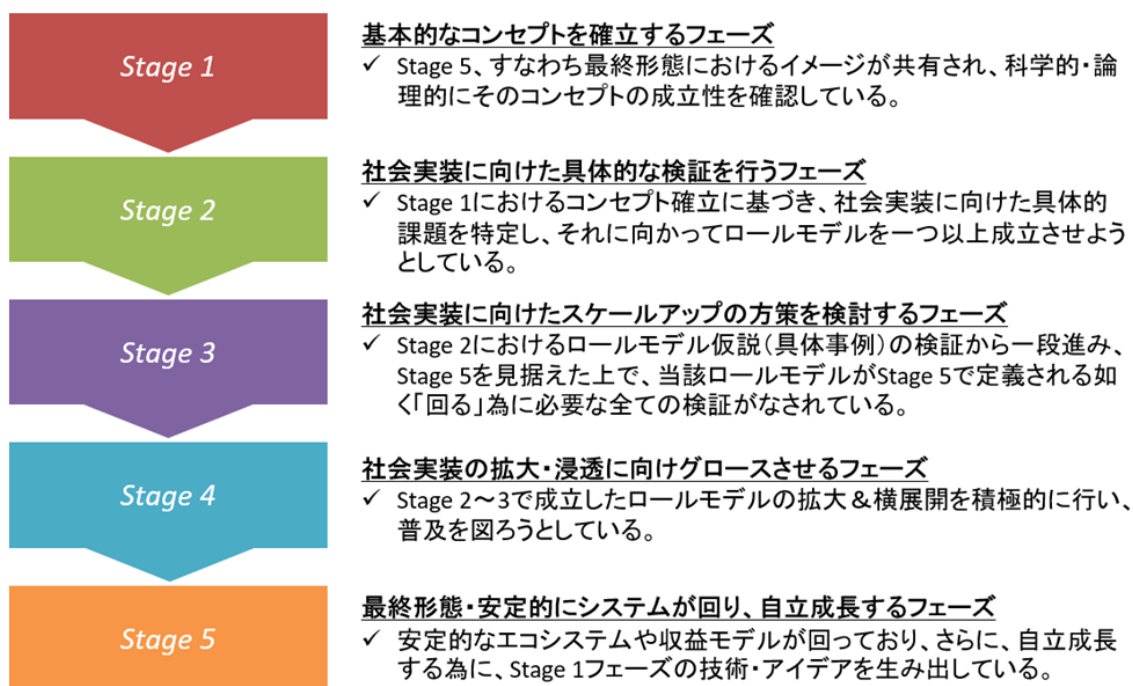 Stage 1
基本的なコンセプトを確立するフェーズ
✓ Stage 5、すなわち最終形態におけるイメージが共有され、科学的・論
理的にそのコンセプトの成立性を確認している。
Stage 2
社会実装に向けた具体的な検証を行うフェーズ
✓ Stage 1におけるコンセプト確立に基づき、社会実装に向けた具体的
課題を特定し、それに向かってロールモデルを一つ以上成立させよう
としている。
Stage 3
社会実装に向けたスケールアップの方策を検討するフェーズ
✓ Stage 2におけるロールモデル仮説(具体事例)の検証から一段進み、
Stage 5を見据えた上で、当該ロールモデルがStage 5で定義される如
く「回る」為に必要な全ての検証がなされている。
Stage 4
社会実装の拡大・浸透に向けグロースさせるフェーズ
✓ Stage 2～3で成立したロールモデルの拡大＆横展開を積極的に行い、
普及を図ろうとしている。
Stage 5
最終形態・安定的にシステムが回り、自立成長するフェーズ
✓ 安定的なエコシステムや収益モデルが回っており、さらに、自立成長
する為に、Stage 1フェーズの技術・アイデアを生み出している。